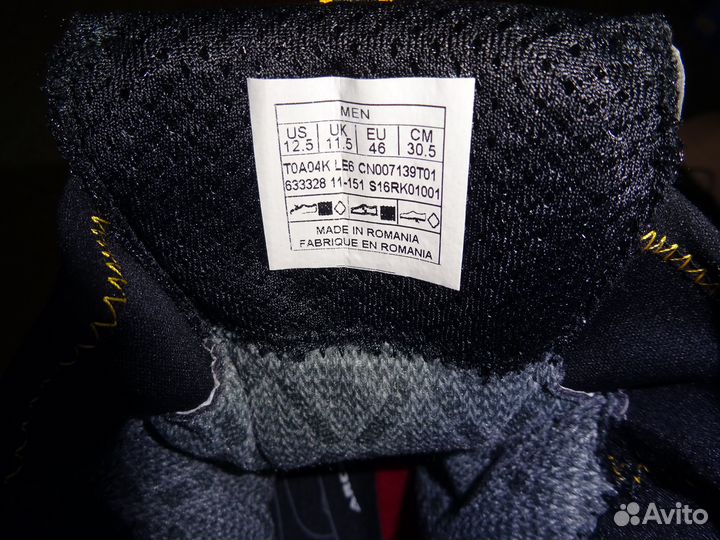 MEN
US UK EU CM
12.5 11.5 46 30.5
T0A04K LE6 CN007139T01
633328 11-151 S16RK01001
MADE IN ROMANIA
FABRIQUE EN ROMANIA
Avito